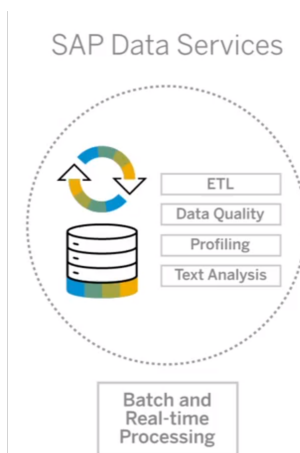 SAP Data Services
ETL
Data Quality
Profiling
Text Analysis
Batch and
Real-time
Processing